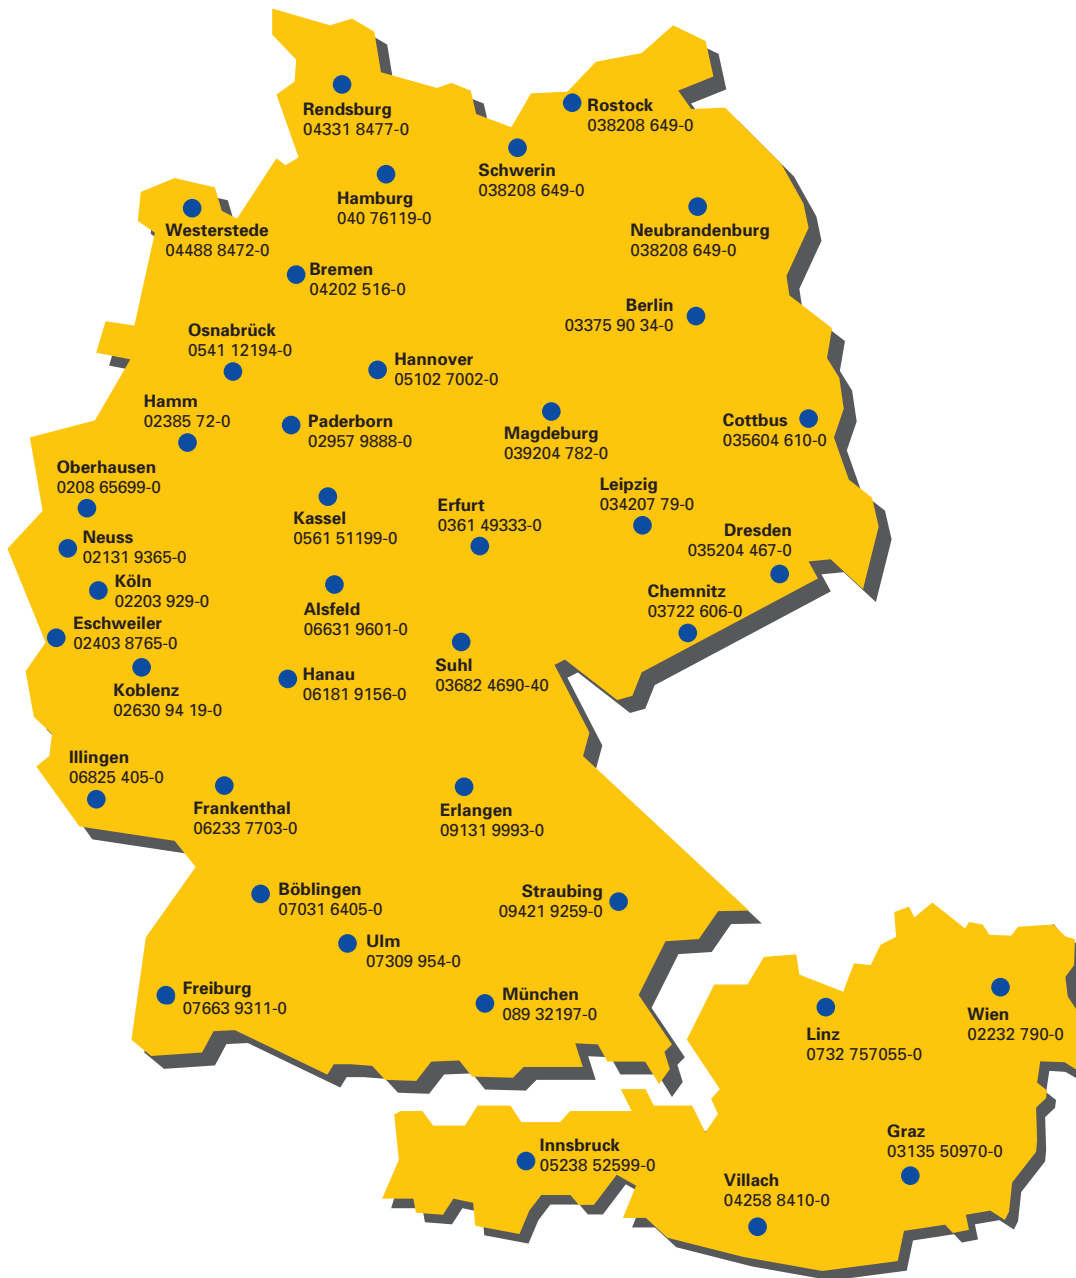 Rendsburg
04331 8477-0
Rostock
038208 649-0
Schwerin
038208 649-0
Hamburg
040 76119-0
Westerstede
04488 8472-0
Neubrandenburg
038208 649-0
Bremen
04202 516-0
Berlin
03375 90 34-0
Osnabrück
0541 12194-0
Hannover
05102 7002-0
Hamm
02385 72-0
Paderborn
02957 9888-0
Magdeburg
039204 782-0
Cottbus
035604 610-0
Oberhausen
0208 65699-0
Leipzig
034207 79-0
Kassel
0561 51199-0
Erfurt
0361 49333-0
Neuss
02131 9365-0
Dresden
035204 467-0
Köln
02203 929-0
Chemnitz
03722 606-0
Alsfeld
06631 9601-0
Eschweiler
02403 8765-0
Suhl
03682 4690-40
Hanau
06181 9156-0
Koblenz
02630 94 19-0
Illingen
06825 405-0
Frankenthal
06233 7703-0
Erlangen
09131 9993-0
Böblingen
07031 6405-0
Straubing
09421 9259-0
Ulm
07309 954-0
Freiburg
07663 9311-0
München
089 32197-0
Linz
0732 757055-0
Wien
02232 790-0
Innsbruck
05238 52599-0
Graz
03135 50970-0
Villach
04258 8410-0